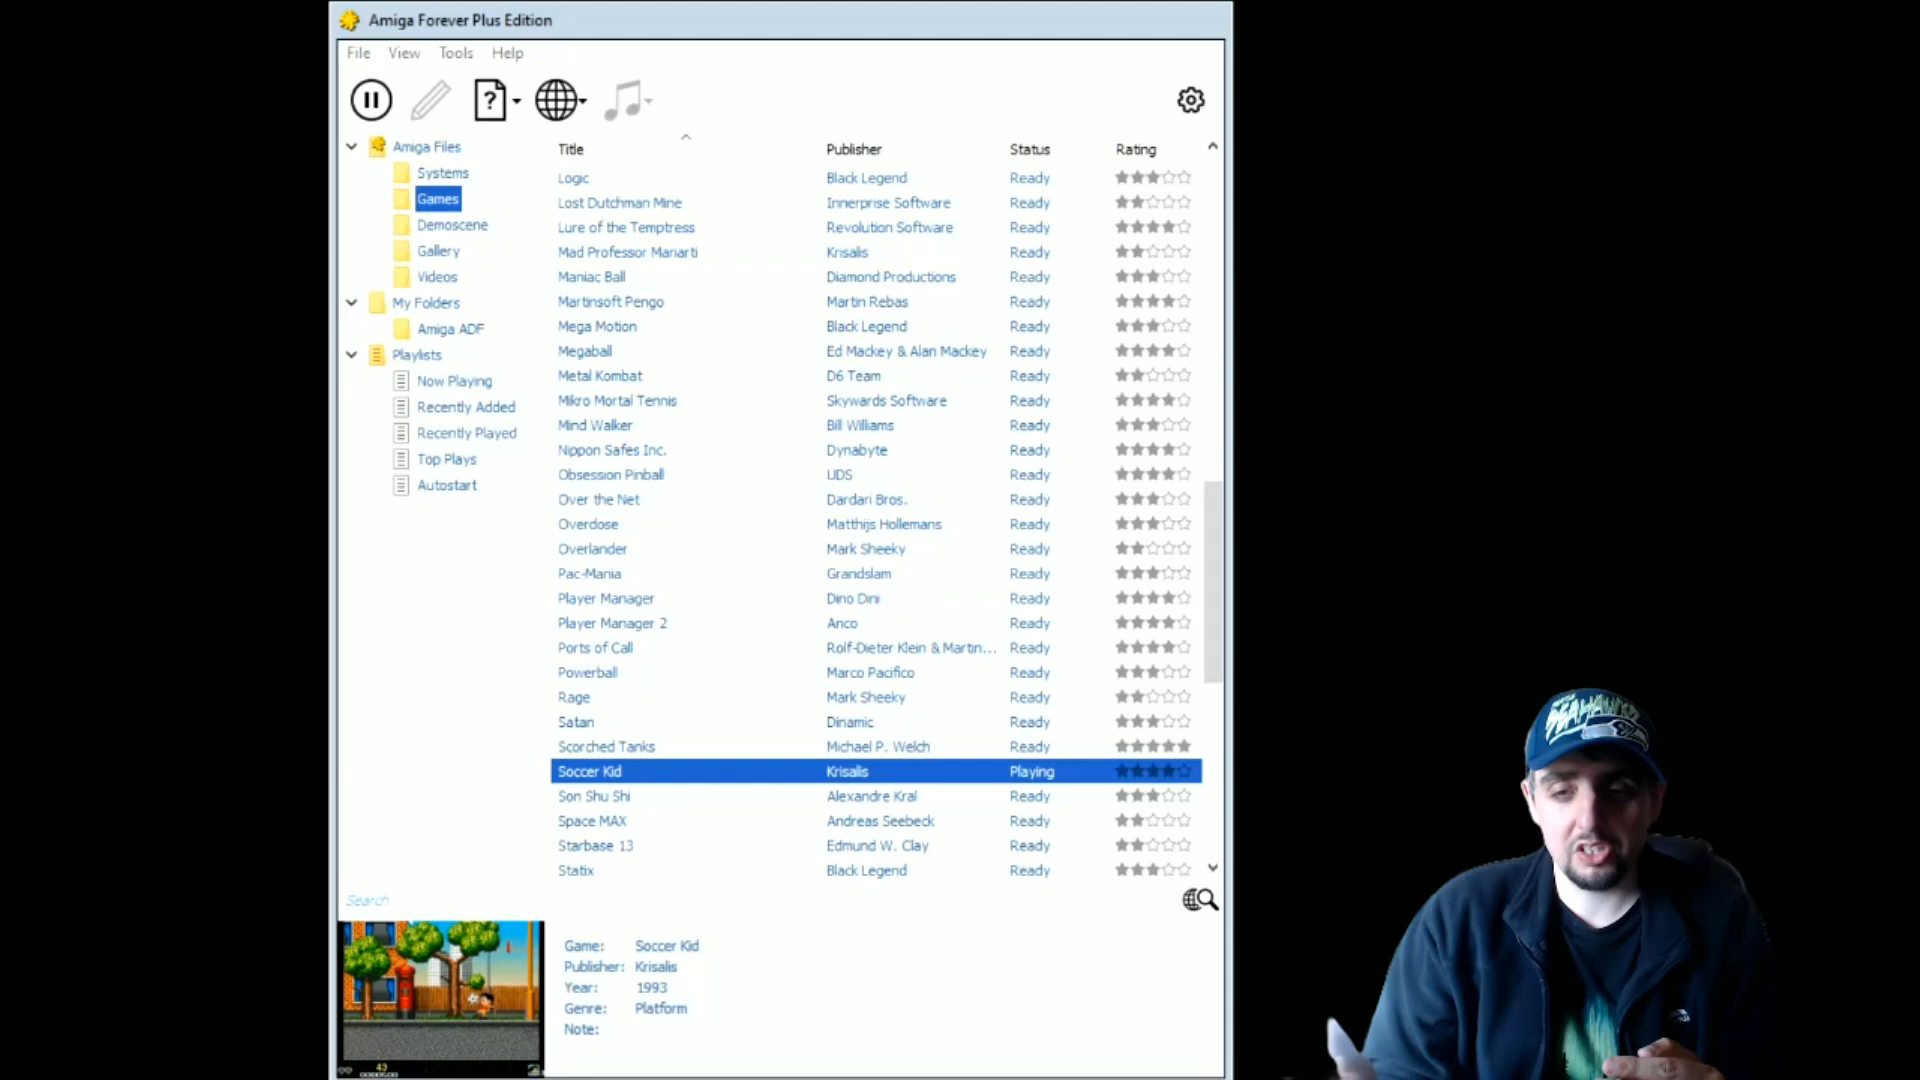 Amiga Forever Plus Edition
File View Tools Help
Amiga Files
Systems
Games
Demoscene
Gallery
Videos
My Folders
Amiga ADF
Playlists
Now Playing
Recently Added
Recently Played
Top Plays
Autostart
Title Publisher Status Rating
Logic Black Legend Ready
Lost Dutchman Mine Innerprise Software Ready
Lure of the Temptress Revolution Software Ready
Mad Professor Mariarti Krisalis Ready
Maniac Ball Diamond Productions Ready
Martinsoft Pengo Martin Rebas Ready
Mega Motion Black Legend Ready
Megaball Ed Mackey & Alan Mackey Ready
Metal Kombat D6 Team Ready
Mikro Mortal Tennis Skywards Software Ready
Mind Walker Bill Williams Ready
Nippon Safes Inc. Dynabyte Ready
Obsession Pinball UDS Ready
Over the Net Dardari Bros. Ready
Overdose Matthijs Hollemans Ready
Overlander Mark Sheeky Ready
Pac-Mania Grandslam Ready
Player Manager Dino Dini Ready
Player Manager 2 Anco Ready
Ports of Call Rolf-Dieter Klein & Martin... Ready
Powerball Marco Pacifico Ready
Rage Mark Sheeky Ready
Satan Dinamic Ready
Scorched Tanks Michael P. Welch Ready
Soccer Kid Krisalis Playing
Son Shu Shi Alexandre Kral Ready
Space MAX Andreas Seebeck Ready
Starbase 13 Edmund W. Clay Ready
Statix Black Legend Ready
Search
Game: Soccer Kid
Publisher: Krisalis
Year: 1993
Genre: Platform
Note:
43
SEAHAWKS